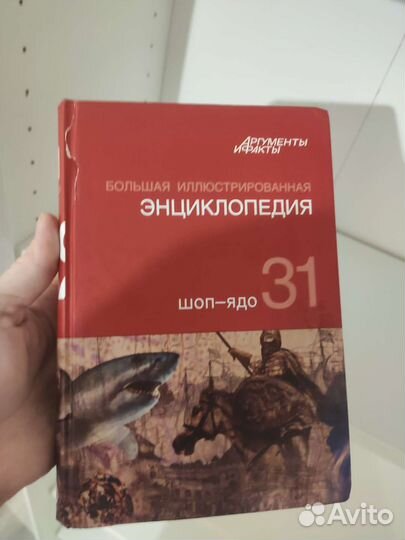 АРГУМЕНТЫ
И ФАКТЫ
БОЛЬШАЯ ИЛЛЮСТРИРОВАННАЯ
ЭНЦИКЛОПЕДИЯ
ШОП–ЯДО 31
Avito